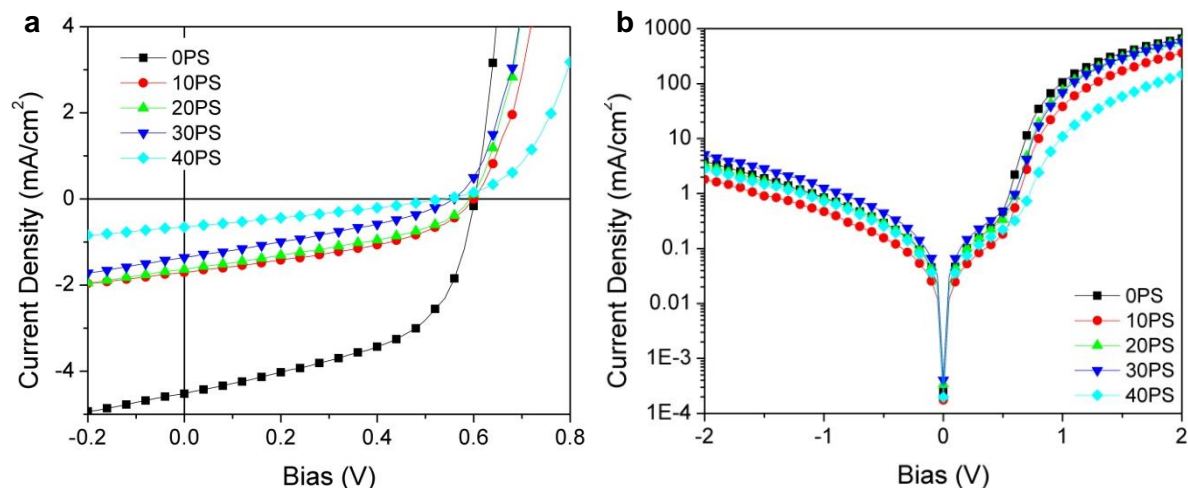 a
4
2
0
-2
-4
-0.2
0.0
0.2
0.4
0.6
0.8
Current Density (mA/cm²)
Bias (V)
0PS
10PS
20PS
30PS
40PS
b
1000
100
10
1
0.1
0.01
1E-3
1E-4
-2
-1
0
1
2
Current Density (mA/cm²)
Bias (V)
0PS
10PS
20PS
30PS
40PS